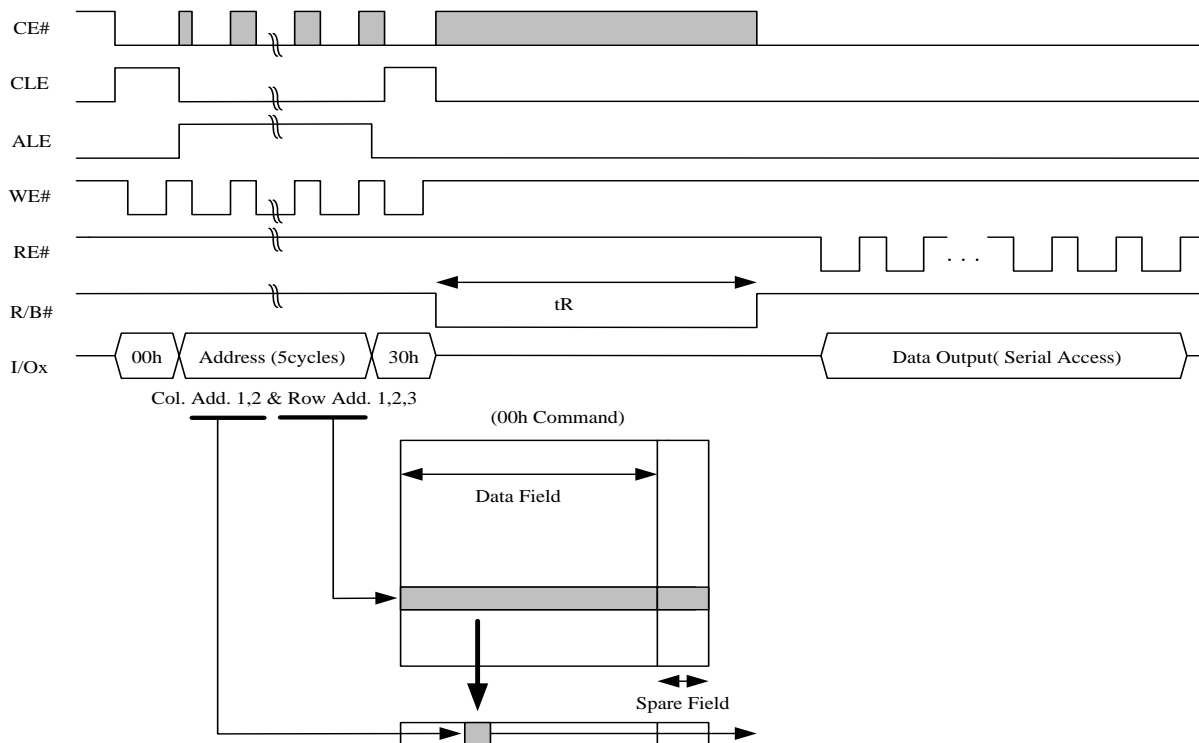 CE#
CLE
ALE
WE#
RE#
. . .
R/B#
tR
I/Ox
00h
Address (5cycles)
30h
Data Output( Serial Access)
Col. Add. 1,2 & Row Add. 1,2,3
(00h Command)
Data Field
Spare Field